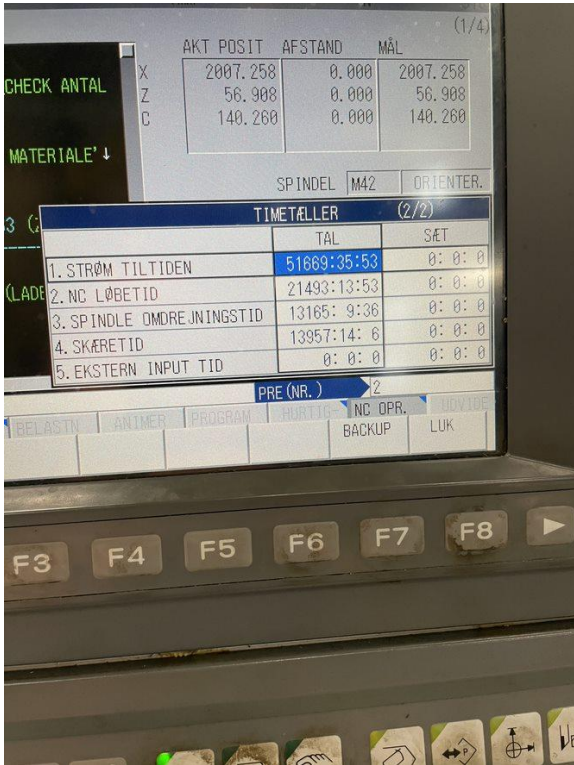 (1/4)
AKT POSIT AFSTAND MÅL
CHECK ANTAL
X 2007.258 0.000 2007.258
Z 56.908 0.000 56.908
C 140.260 0.000 140.260
MATERIALE'↓
SPINDEL M42 ORIENTER.
TIMETÆLLER (2/2)
TAL SÆT
1. STRØM TILTIDEN 51669:35:53 0: 0: 0
2. NC LØBETID 21493:13:53 0: 0: 0
3. SPINDLE OMDREJNINGSTID 13165: 9:36 0: 0: 0
4. SKÆRETID 13957:14: 6 0: 0: 0
5. EKSTERN INPUT TID 0: 0: 0 0: 0: 0
PRE(NR.) 2
BELASTN ANIMER PROGRAM HURTIG- NC OPR. UDVIDE
BACKUP LUK
F3 F4 F5 F6 F7 F8
P